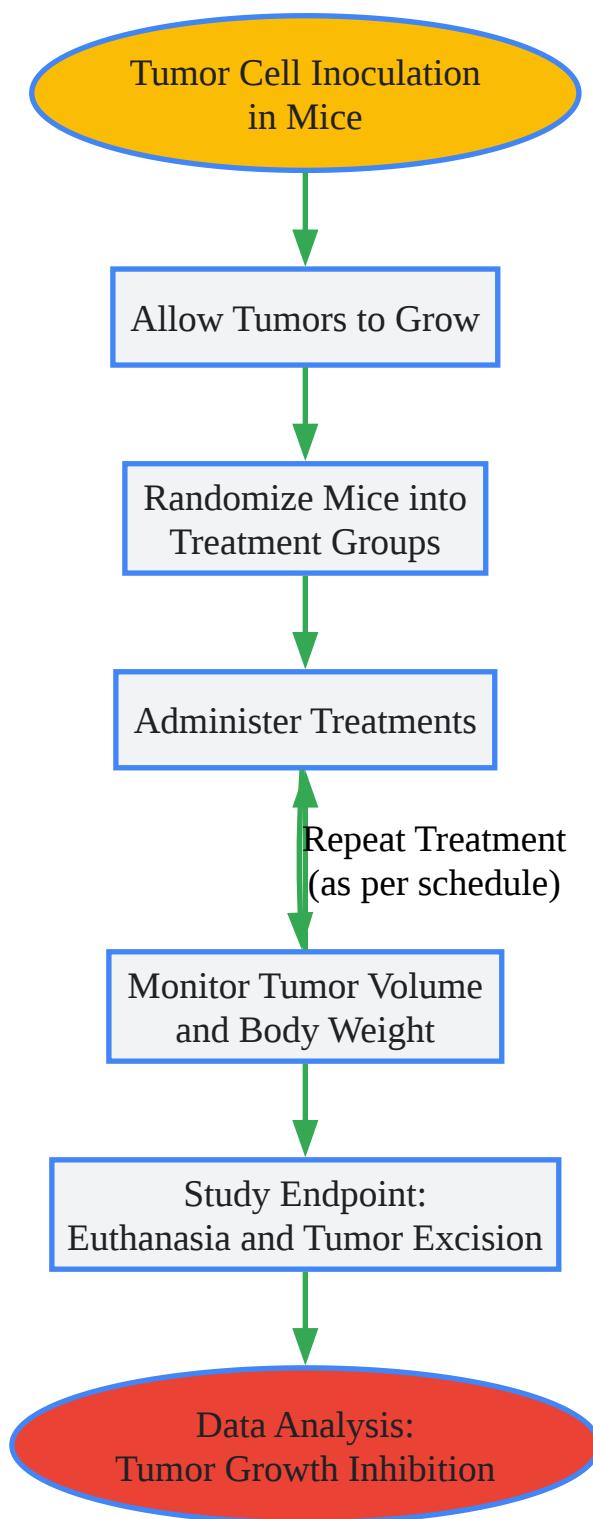 Tumor Cell Inoculation
in Mice
Allow Tumors to Grow
Randomize Mice into
Treatment Groups
Administer Treatments
Repeat Treatment
(as per schedule)
Monitor Tumor Volume
and Body Weight
Study Endpoint:
Euthanasia and Tumor Excision
Data Analysis:
Tumor Growth Inhibition